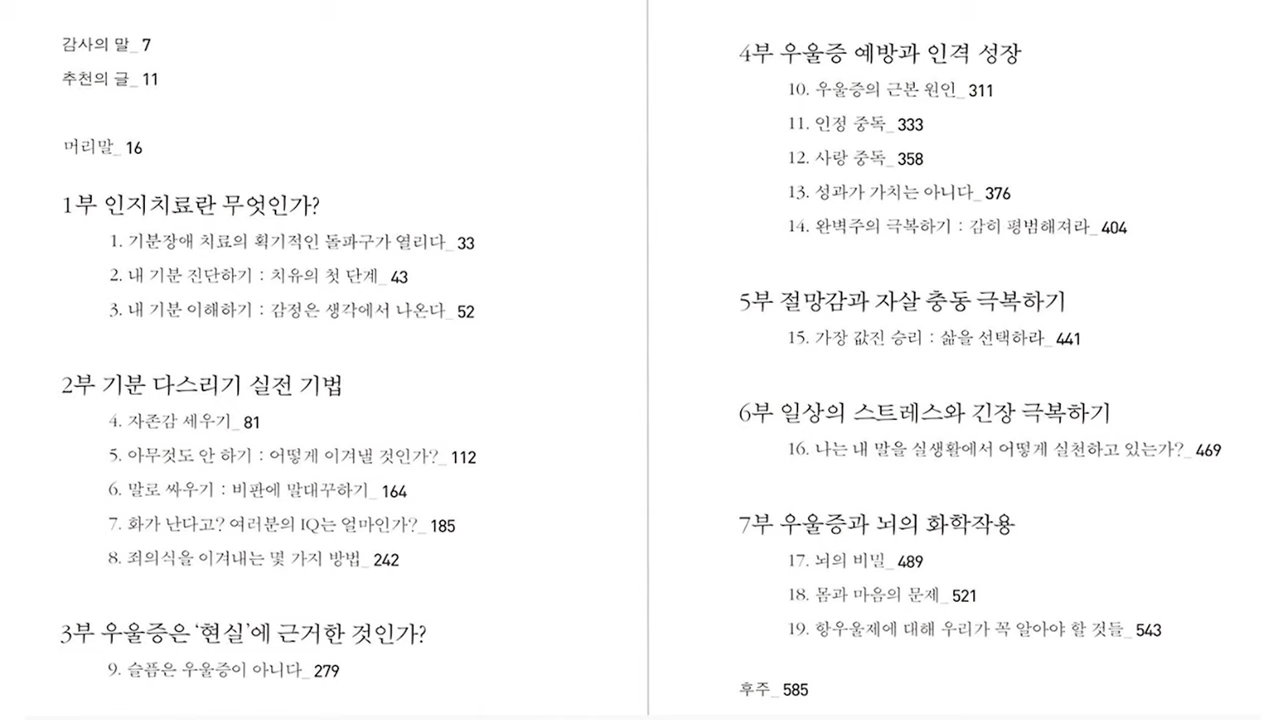 감사의 말_ 7
추천의 글_ 11
머리말_ 16
1부 인지치료란 무엇인가?
1. 기분장애 치료의 획기적인 돌파구가 열리다_ 33
2. 내 기분 진단하기 : 치유의 첫 단계_ 43
3. 내 기분 이해하기 : 감정은 생각에서 나온다_ 52
2부 기분 다스리기 실전 기법
4. 자존감 세우기_ 81
5. 아무것도 안 하기 : 어떻게 이겨낼 것인가?_ 112
6. 말로 싸우기 : 비판에 말대꾸하기_ 164
7. 화가 난다고? 여러분의 IQ는 얼마인가?_ 185
8. 죄의식을 이겨내는 몇 가지 방법_ 242
3부 우울증은 ‘현실’에 근거한 것인가?
9. 슬픔은 우울증이 아니다_ 279
4부 우울증 예방과 인격 성장
10. 우울증의 근본 원인_ 311
11. 인정 중독_ 333
12. 사랑 중독_ 358
13. 성과가 가치는 아니다_ 376
14. 완벽주의 극복하기 : 감히 평범해져라_ 404
5부 절망감과 자살 충동 극복하기
15. 가장 값진 승리 : 삶을 선택하라_ 441
6부 일상의 스트레스와 긴장 극복하기
16. 나는 내 말을 실생활에서 어떻게 실천하고 있는가?_ 469
7부 우울증과 뇌의 화학작용
17. 뇌의 비밀_ 489
18. 몸과 마음의 문제_ 521
19. 항우울제에 대해 우리가 꼭 알아야 할 것들_ 543
후주_ 585